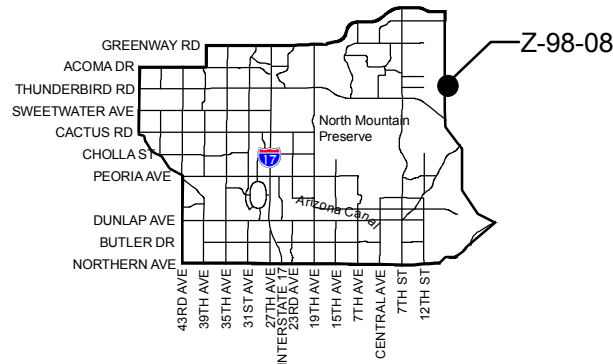 Z-98-08
GREENWAY RD
ACOMA DR
THUNDERBIRD RD
SWEETWATER AVE
CACTUS RD
CHOLLA ST
PEORIA AVE
DUNLAP AVE
BUTLER DR
NORTHERN AVE
North Mountain
Preserve
17
Arizona Canal
43RD AVE
39TH AVE
35TH AVE
31ST AVE
27TH AVE
INTERSTATE 17
23RD AVE
19TH AVE
15TH AVE
7TH AVE
CENTRAL AVE
7TH ST
12TH ST